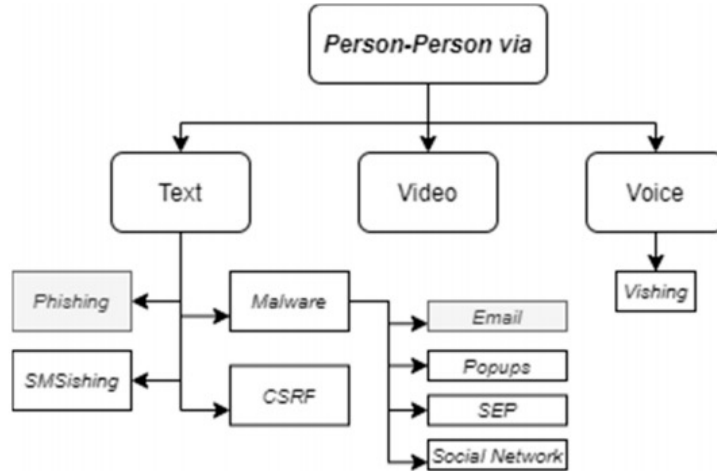 Person-Person via
Text
Video
Voice
Phishing
Malware
Email
Vishing
Popups
SMSishing
CSRF
SEP
Social Network